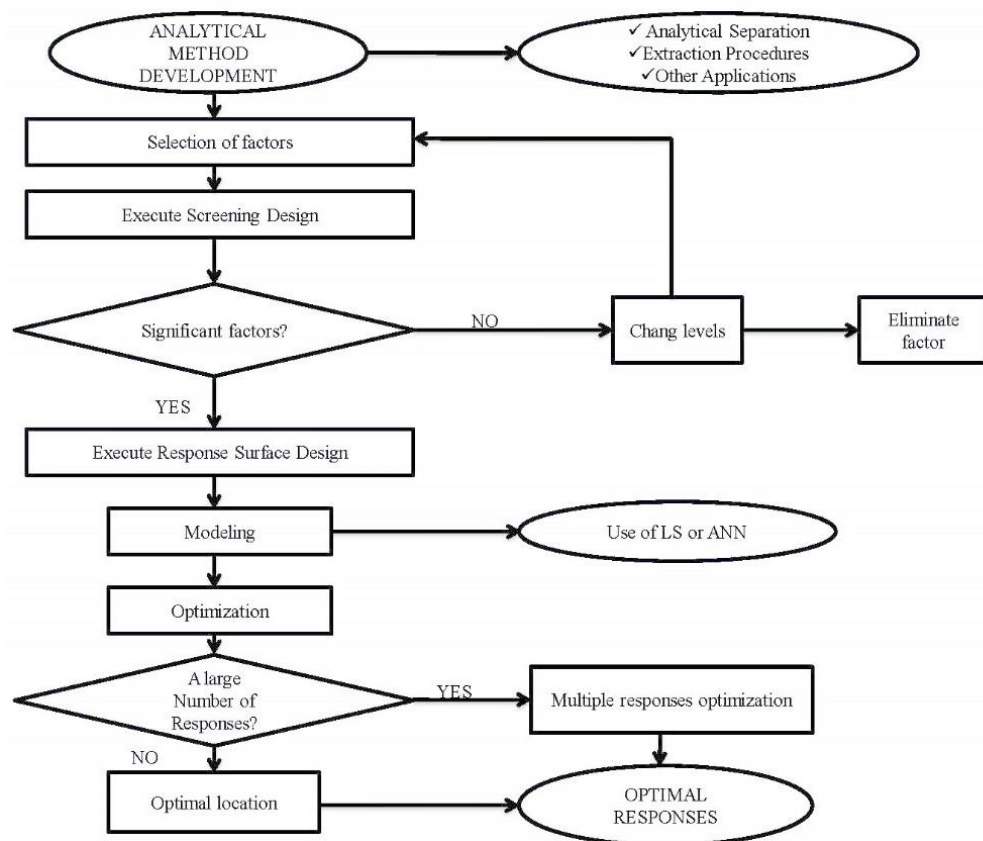 ANALYTICAL
METHOD
DEVELOPMENT
✓ Analytical Separation
✓Extraction Procedures
✓Other Applications
Selection of factors
Execute Screening Design
Significant factors?
NO
Chang levels
Eliminate
factor
YES
Execute Response Surface Design
Modeling
Use of LS or ANN
Optimization
A large
Number of
Responses?
YES
Multiple responses optimization
NO
Optimal location
OPTIMAL
RESPONSES